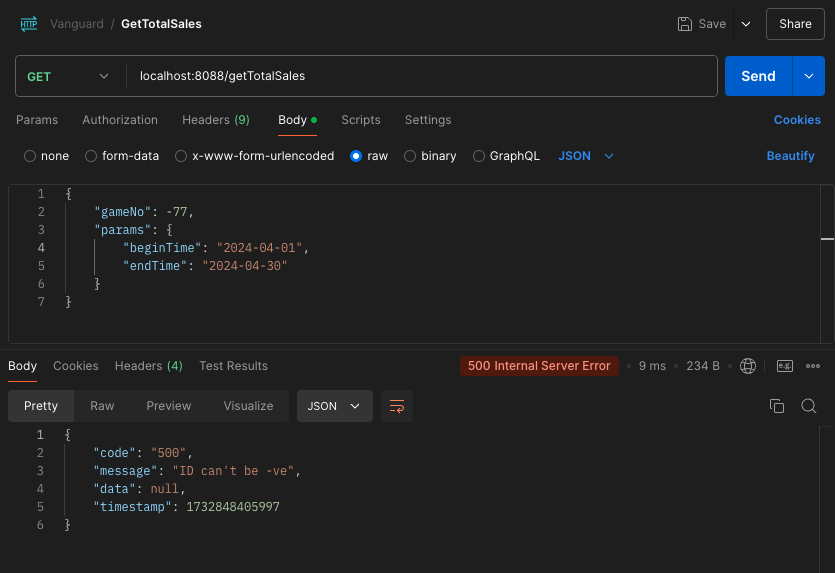 HTTP Vanguard / GetTotalSales Save Share
GET localhost:8088/getTotalSales Send
Params Authorization Headers (9) Body Scripts Settings Cookies
none form-data x-www-form-urlencoded raw binary GraphQL JSON Beautify
1 {
2 "gameNo": -77,
3 "params": {
4 "beginTime": "2024-04-01",
5 "endTime": "2024-04-30"
6 }
7 }
Body Cookies Headers (4) Test Results 500 Internal Server Error 9 ms 234 B e.g.
Pretty Raw Preview Visualize JSON
1 {
2 "code": "500",
3 "message": "ID can't be -ve",
4 "data": null,
5 "timestamp": 1732848405997
6 }